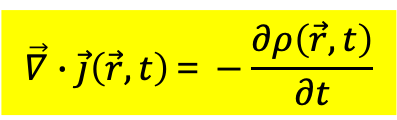 ∇⃗ · j⃗(r⃗, t) = − ∂ρ(r⃗, t) / ∂t